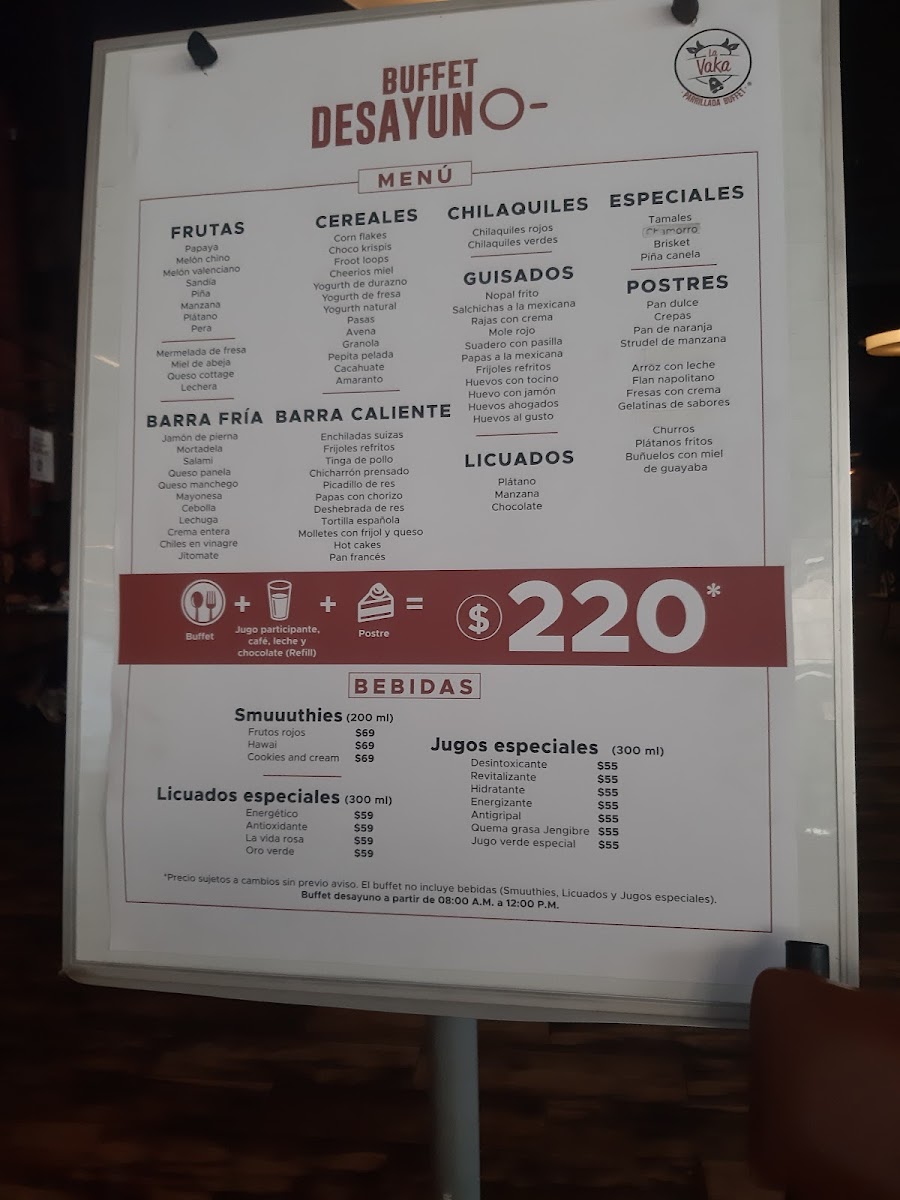 La
Vaka
PARRILLADA BUFFET
BUFFET
DESAYUNO
MENÚ
FRUTAS
Papaya
Melón chino
Melón valenciano
Sandía
Piña
Manzana
Plátano
Pera
Mermelada de fresa
Miel de abeja
Queso cottage
Lechera
CEREALES
Corn flakes
Choco krispis
Froot loops
Cheerios miel
Yogurth de durazno
Yogurth de fresa
Yogurth natural
Pasas
Avena
Granola
Pepita pelada
Cacahuate
Amaranto
CHILAQUILES
Chilaquiles rojos
Chilaquiles verdes
GUISADOS
Nopal frito
Salchichas a la mexicana
Rajas con crema
Mole rojo
Suadero con pasilla
Papas a la mexicana
Frijoles refritos
Huevos con tocino
Huevo con jamón
Huevos ahogados
Huevos al gusto
LICUADOS
Plátano
Manzana
Chocolate
ESPECIALES
Tamales
Chamorro
Brisket
Piña canela
POSTRES
Pan dulce
Crepas
Pan de naranja
Strudel de manzana
Arroz con leche
Flan napolitano
Fresas con crema
Gelatinas de sabores
Churros
Plátanos fritos
Buñuelos con miel
de guayaba
BARRA FRÍA
Jamón de pierna
Mortadela
Salami
Queso panela
Queso manchego
Mayonesa
Cebolla
Lechuga
Crema entera
Chiles en vinagre
Jitomate
BARRA CALIENTE
Enchiladas suizas
Frijoles refritos
Tinga de pollo
Chicharrón prensado
Picadillo de res
Papas con chorizo
Deshebrada de res
Tortilla española
Molletes con frijol y queso
Hot cakes
Pan francés
Buffet
+
Jugo participante,
café, leche y
chocolate (Refill)
+
Postre
=
$220*
BEBIDAS
Smuuuthies (200 ml)
Frutos rojos $69
Hawai $69
Cookies and cream $69
Licuados especiales (300 ml)
Energético $59
Antioxidante $59
La vida rosa $59
Oro verde $59
Jugos especiales (300 ml)
Desintoxicante $55
Revitalizante $55
Hidratante $55
Energizante $55
Antigripal $55
Quema grasa Jengibre $55
Jugo verde especial $55
*Precio sujetos a cambios sin previo aviso. El buffet no incluye bebidas (Smuuthies, Licuados y Jugos especiales).
Buffet desayuno a partir de 08:00 A.M. a 12:00 P.M.